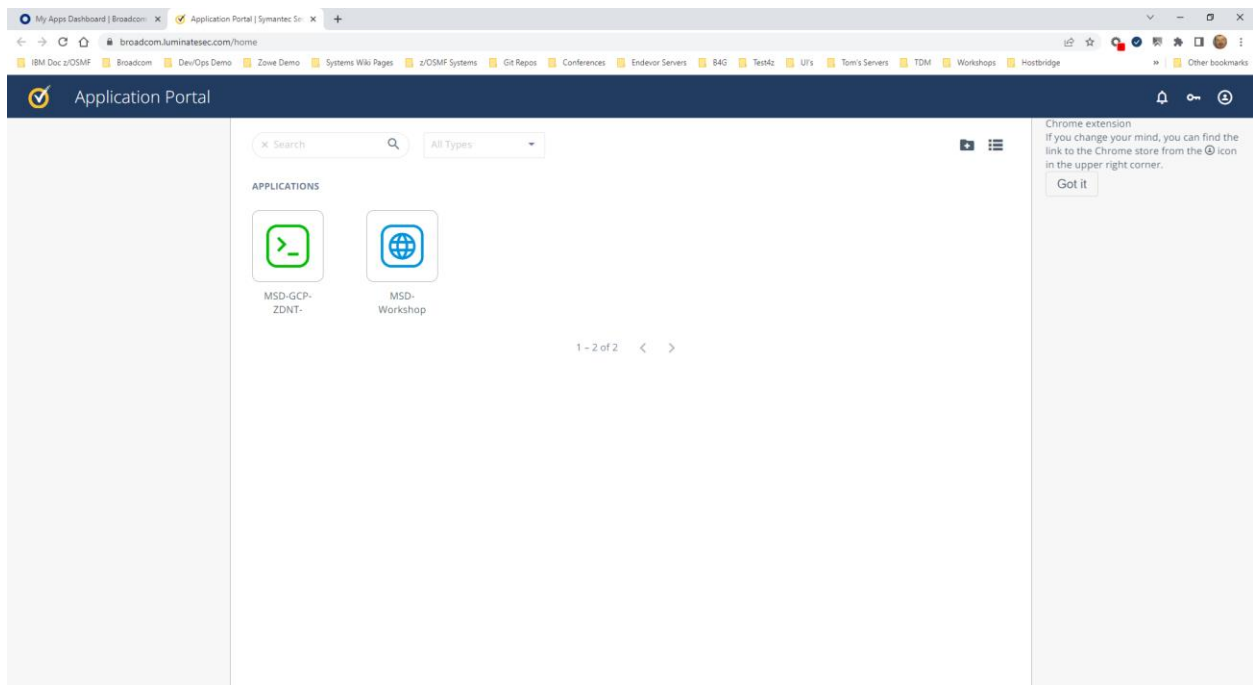 My Apps Dashboard | Broadcom
Application Portal | Symantec Se
broadcom.luminatesec.com/home
IBM Doc z/OSMF Broadcom Dev/Ops Demo Zowe Demo Systems Wiki Pages z/OSMF Systems Git Repos Conferences Endevor Servers B4G Test4z UI's Tom's Servers TDM Workshops Hostbridge » Other bookmarks
Application Portal
Search All Types
Chrome extension
If you change your mind, you can find the
link to the Chrome store from the icon
in the upper right corner.
Got it
APPLICATIONS
MSD-GCP-
ZDNT-
MSD-
Workshop
1 – 2 of 2